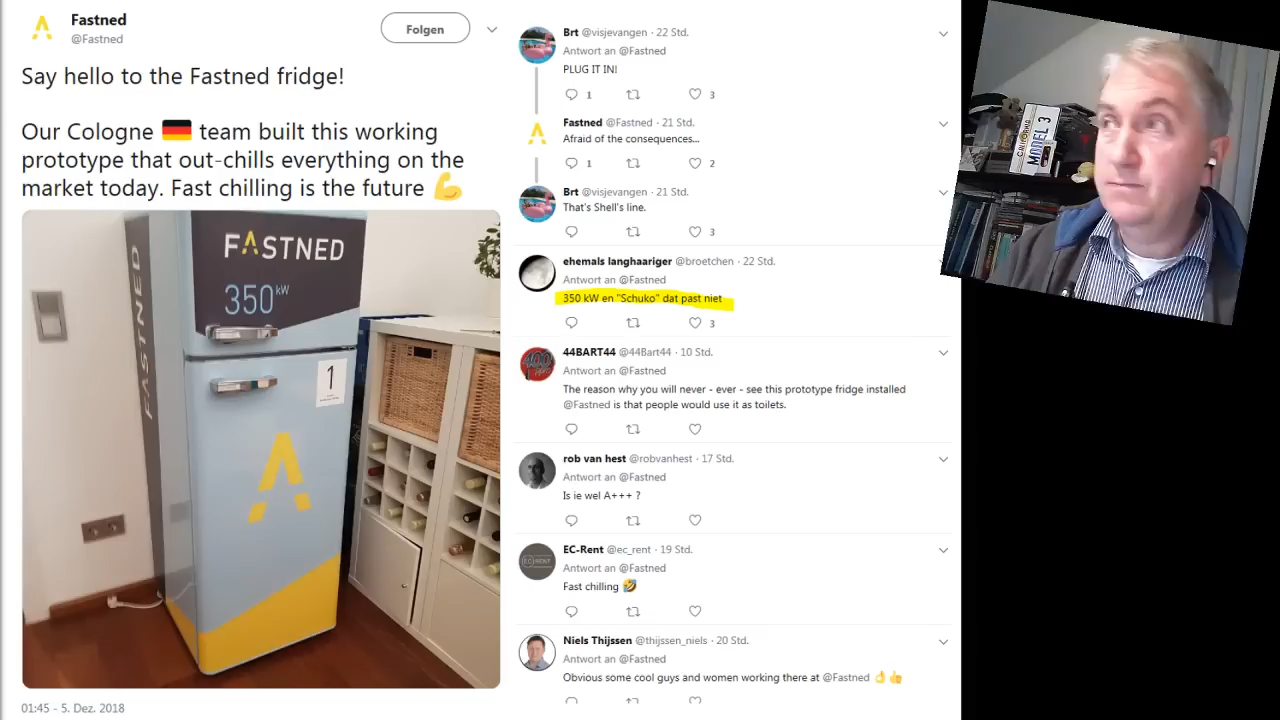 Fastned
@Fastned
Folgen
Say hello to the Fastned fridge!
Our Cologne 🇩🇪 team built this working
prototype that out-chills everything on the
market today. Fast chilling is the future 💪
FASTNED
350 kW
FASTNED
1
01:45 - 5. Dez. 2018
Brt @visjevangen · 22 Std.
Antwort an @Fastned
PLUG IT IN!
1 3
Fastned @Fastned · 21 Std.
Afraid of the consequences...
1 2
Brt @visjevangen · 21 Std.
That's Shell's line.
3
ehemals langhaariger @broetchen · 22 Std.
Antwort an @Fastned
350 kW en "Schuko" dat past niet
3
44BART44 @44Bart44 · 10 Std.
Antwort an @Fastned
The reason why you will never - ever - see this prototype fridge installed
@Fastned is that people would use it as toilets.
rob van hest @robvanhest · 17 Std.
Antwort an @Fastned
Is ie wel A+++ ?
EC-Rent @ec_rent · 19 Std.
Antwort an @Fastned
Fast chilling 🤣
Niels Thijssen @thijssen_niels · 20 Std.
Antwort an @Fastned
Obvious some cool guys and women working there at @Fastned 👌👍
CALIFORNIA
MODEL 3